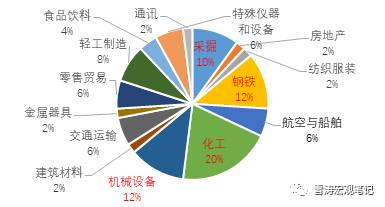 通讯
2%
特殊仪器
和设备
6%
房地产
2%
纺织服装
2%
采掘
10%
钢铁
12%
航空与船舶
6%
化工
20%
机械设备
12%
建筑材料
2%
交通运输
6%
金属器具
2%
零售贸易
6%
轻工制造
8%
食品饮料
4%
雪涛宏观笔记